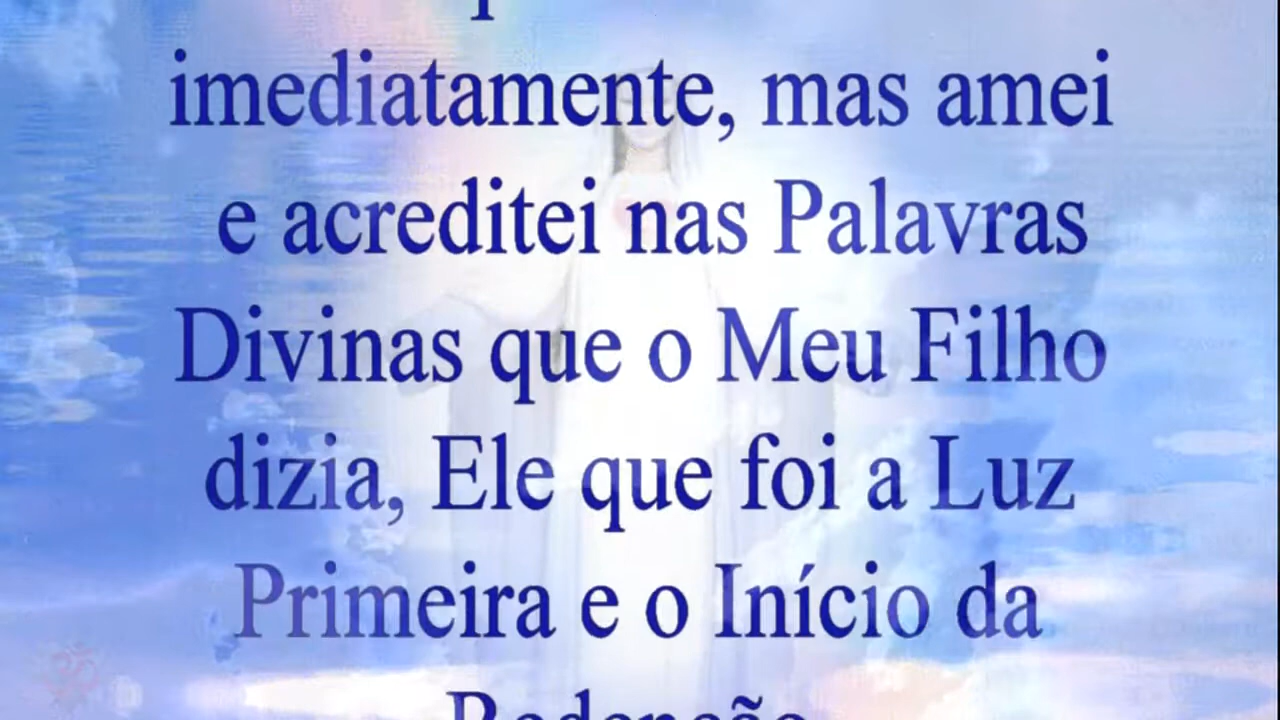 imediatamente, mas amei
e acreditei nas Palavras
Divinas que o Meu Filho
dizia, Ele que foi a Luz
Primeira e o Início da
Redenção